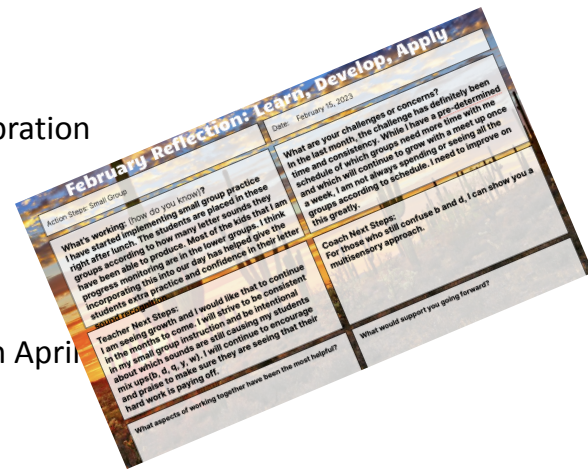 oration
n April
February Reflection: Learn, Develop, Apply
Action Steps: Small Group
Date: February 15, 2023
What's working: (how do you know)?
I have started implementing small group practice
right after lunch. The students are placed in these
groups according to how many letter sounds they
have been able to produce. Most of the kids that I am
progress monitoring are in the lower groups. I think
incorporating this into our day has helped give the
students extra practice and confidence in their letter
sound recognition.
What are your challenges or concerns?
In the last month, the challenge has definitely been
time and consistency. While I have a pre-determined
schedule of which groups need more time with me
and which will continue to grow with a meet up once
a week, I am not always spending or seeing all the
groups according to schedule. I need to improve on
this greatly.
Teacher Next Steps:
I am seeing growth and I would like that to continue
in the months to come. I will strive to be consistent
in my small group instruction and be intentional
about which sounds are still causing my students
mix ups(b, d, q, y, w). I will continue to encourage
and praise to make sure they are seeing that their
hard work is paying off.
Coach Next Steps:
For those who still confuse b and d, I can show you a
multisensory approach.
What aspects of working together have been the most helpful?
What would support you going forward?